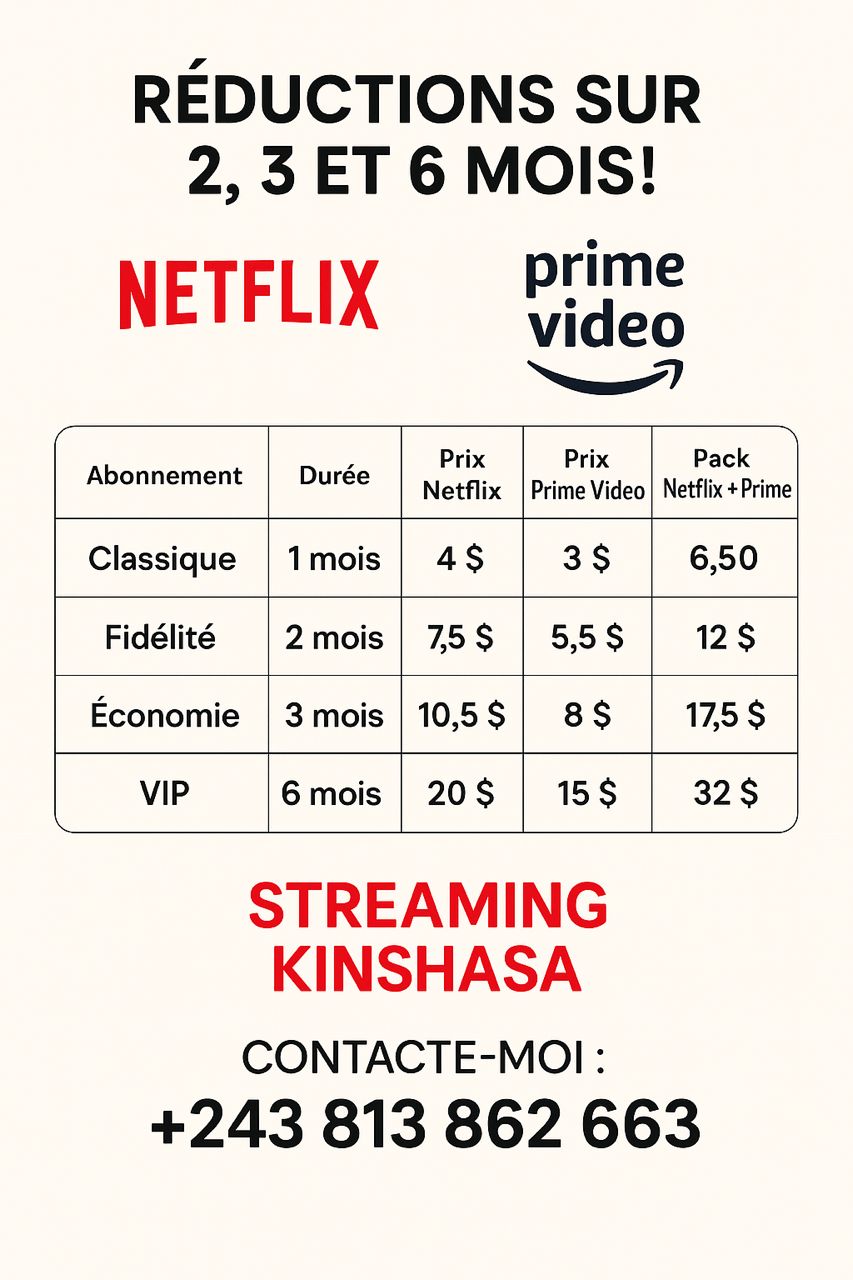 RÉDUCTIONS SUR
2, 3 ET 6 MOIS!
NETFLIX
prime
video
Abonnement Durée Prix Netflix Prix Prime Video Pack Netflix + Prime
Classique 1 mois 4 $ 3 $ 6,50
Fidélité 2 mois 7,5 $ 5,5 $ 12 $
Économie 3 mois 10,5 $ 8 $ 17,5 $
VIP 6 mois 20 $ 15 $ 32 $
STREAMING
KINSHASA
CONTACTE-MOI :
+243 813 862 663